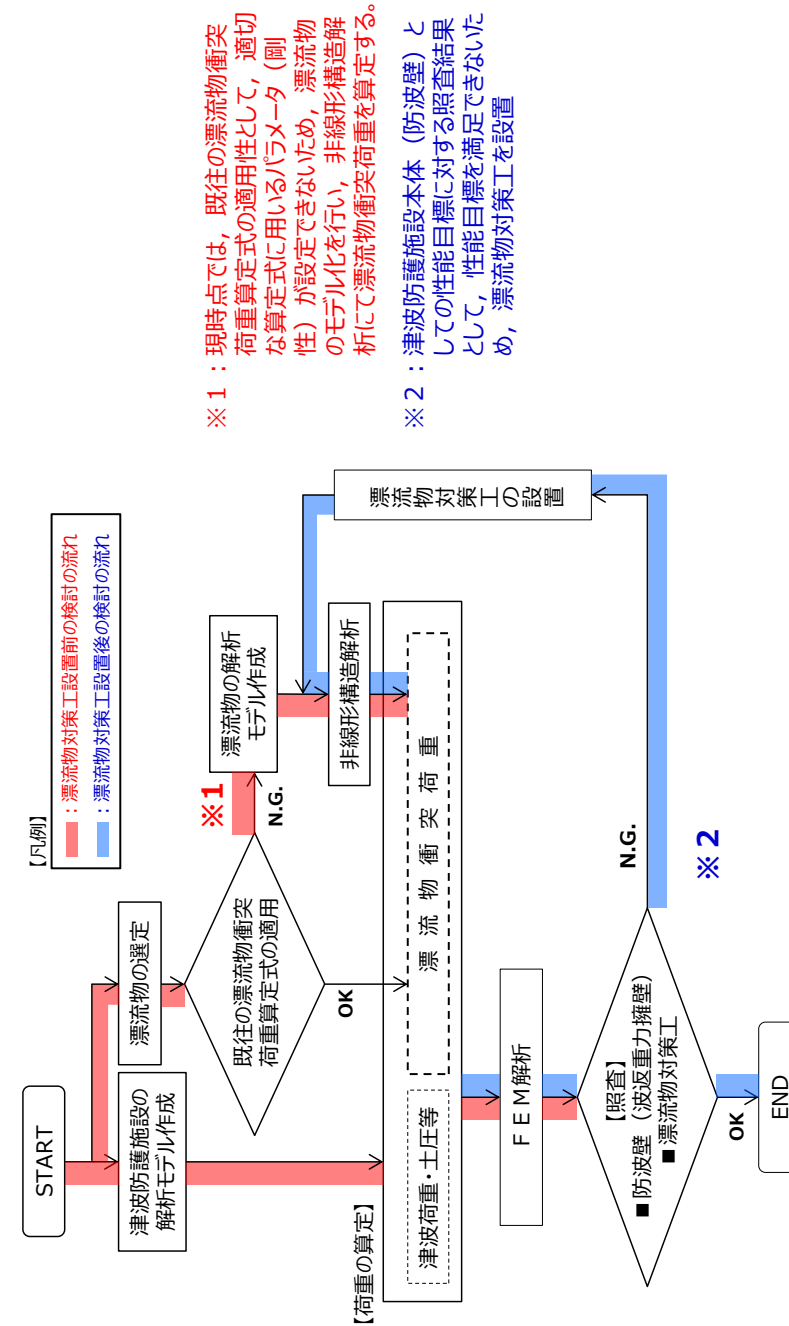 START
【凡例】
：漂流物対策工設置前の検討の流れ
：漂流物対策工設置後の検討の流れ
津波防護施設の
解析モデル作成
漂流物の選定
既往の漂流物衝突
荷重算定式の適用
※1
N.G.
OK
漂流物の解析
モデル作成
非線形構造解析
漂流物対策工の設置
【荷重の算定】
津波荷重・土圧等
漂流物衝突荷重
ＦＥＭ解析
【照査】
■防波壁（波返重力擁壁）
■漂流物対策工
N.G.
※2
OK
END
※1：現時点では，既往の漂流物衝突
荷重算定式の適用性として，適切
な算定式に用いるパラメータ（剛
性）が設定できないため，漂流物
のモデル化を行い，非線形構造解
析にて漂流物衝突荷重を算定する。
※2：津波防護施設本体（防波壁）と
しての性能目標に対する照査結果
として，性能目標を満足できないた
め，漂流物対策工を設置